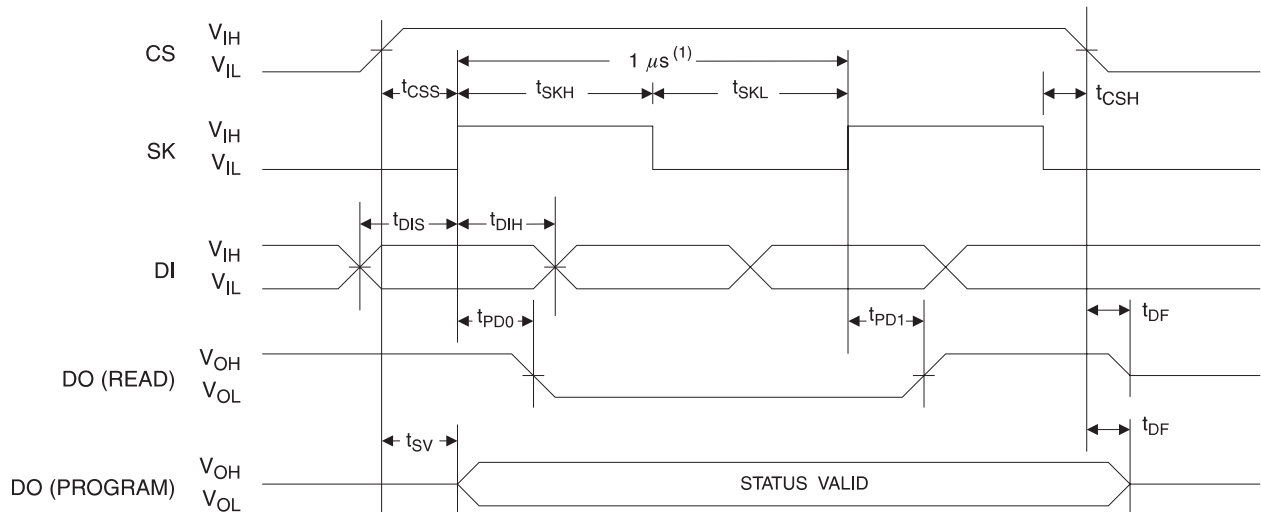 CS V_IH
V_IL
1 μs(1)
t_CSS t_SKH t_SKL t_CSH
SK V_IH
V_IL
t_DIS t_DIH
DI V_IH
V_IL
t_PD0 t_PD1 t_DF
DO (READ) V_OH
V_OL
t_SV t_DF
DO (PROGRAM) V_OH
V_OL
STATUS VALID